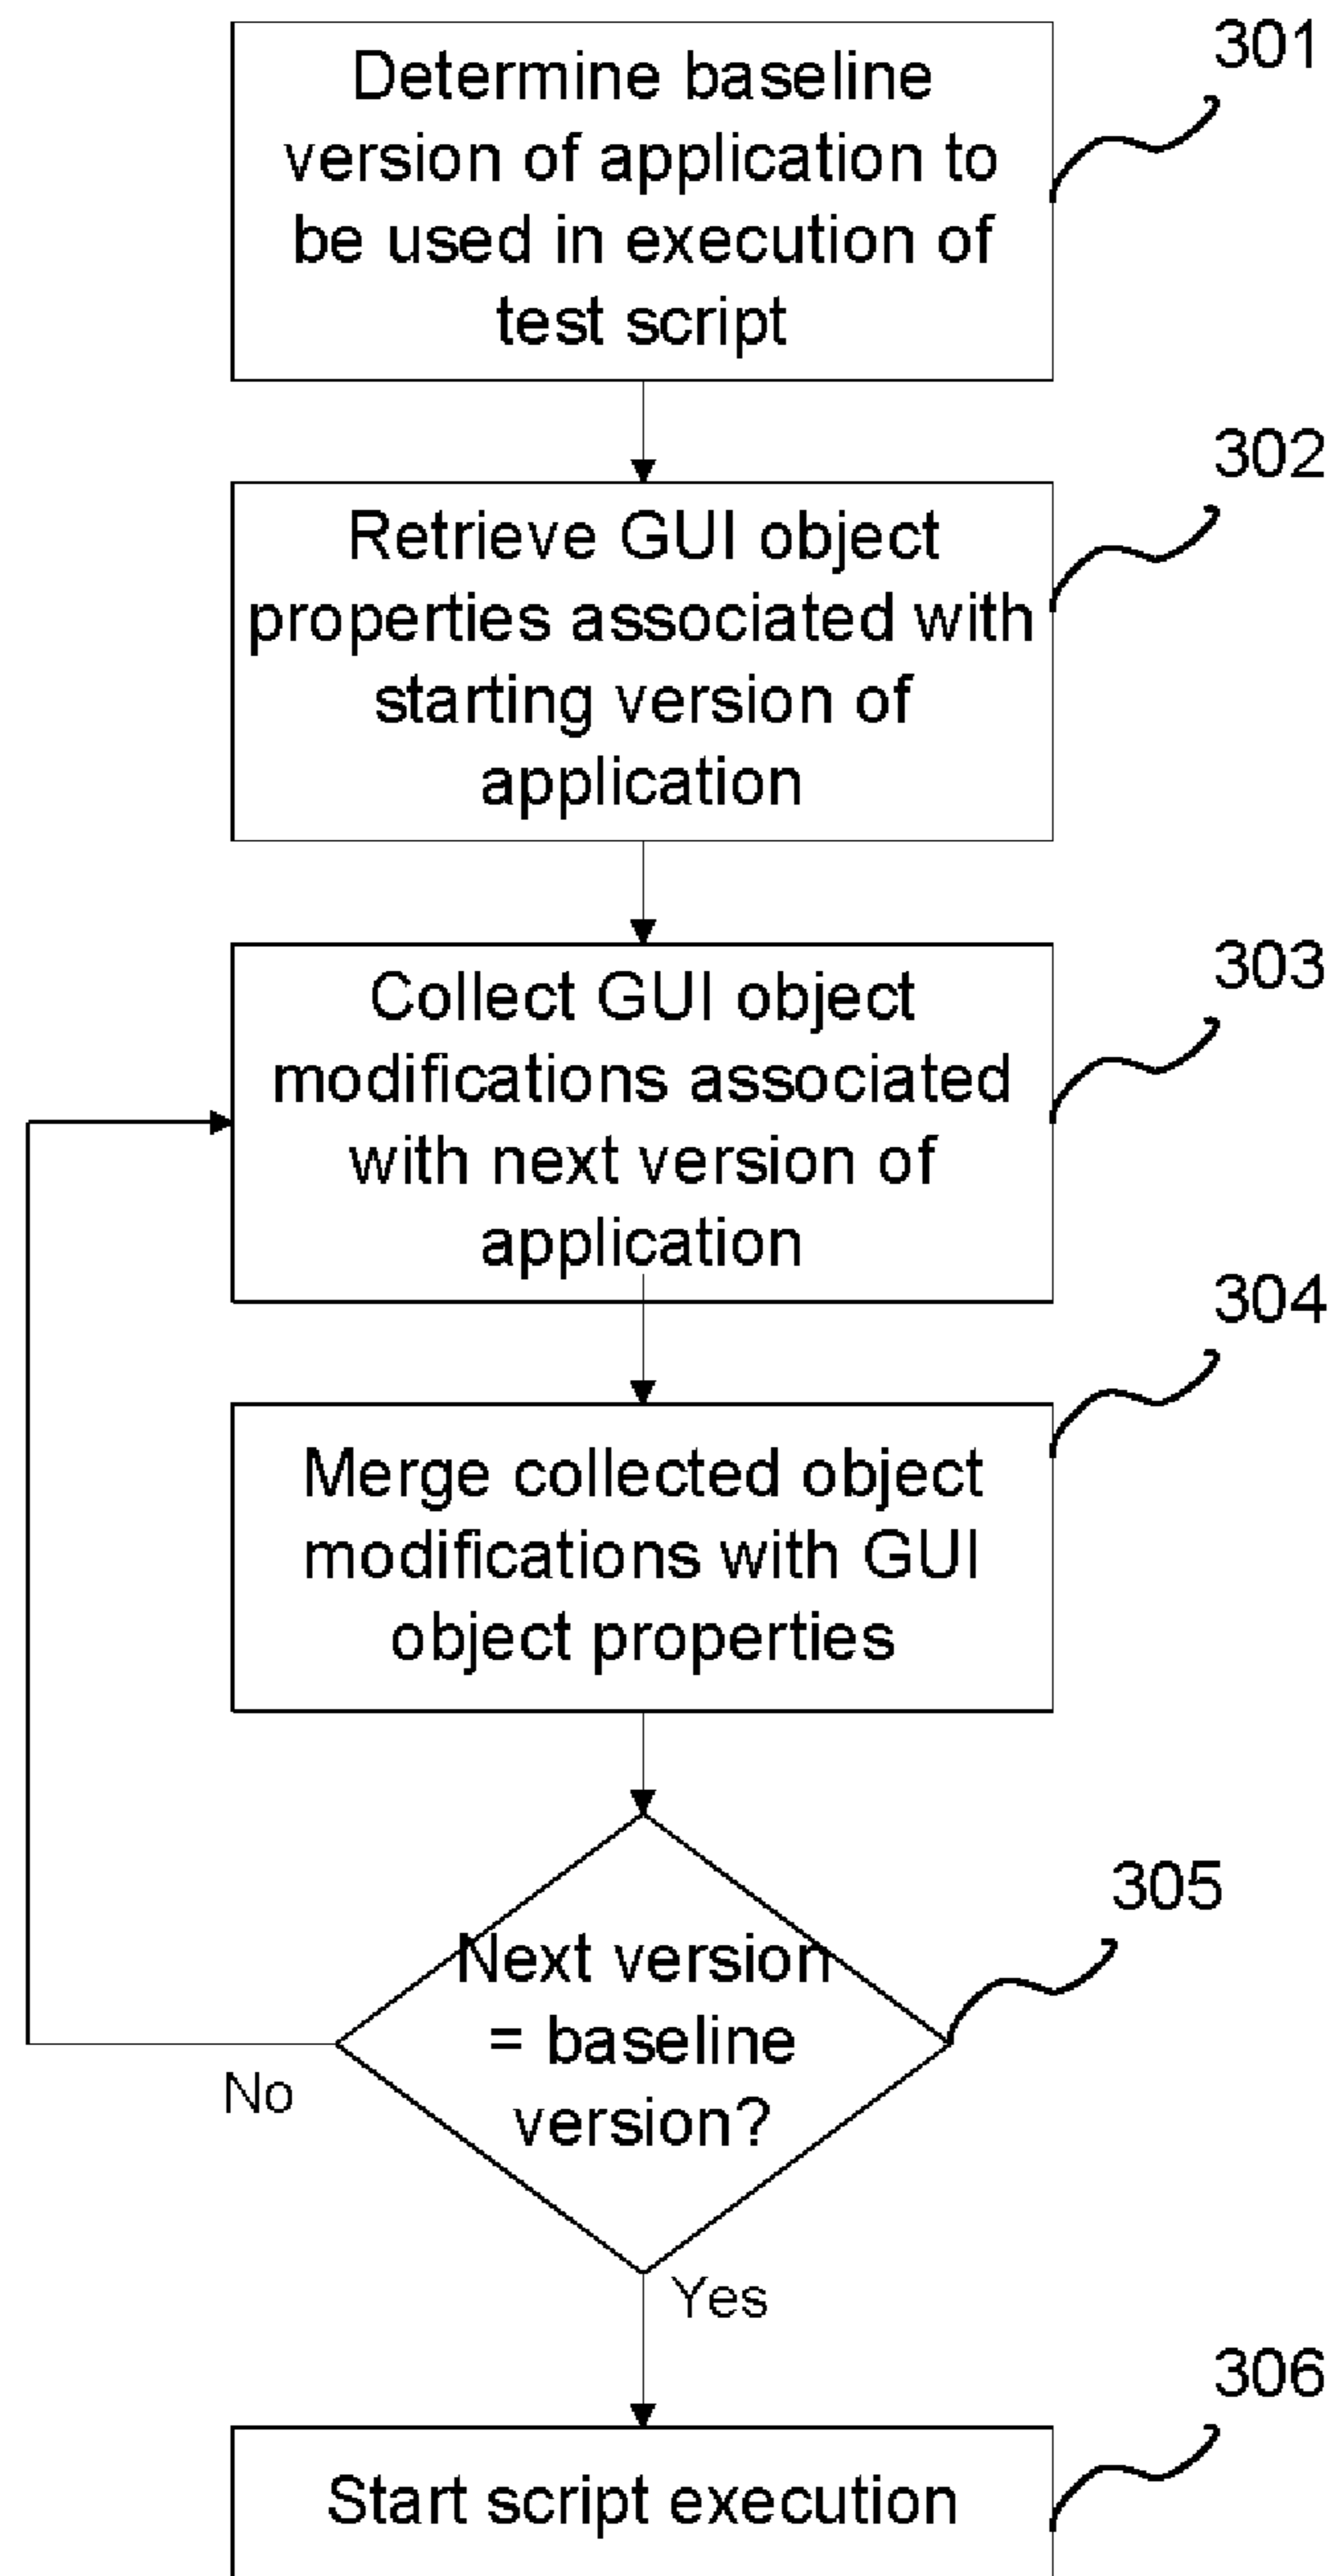 301
Determine baseline
version of application to
be used in execution of
test script
302
Retrieve GUI object
properties associated with
starting version of
application
303
Collect GUI object
modifications associated
with next version of
application
304
Merge collected object
modifications with GUI
object properties
305
Next version
= baseline
version?
No
Yes
306
Start script execution